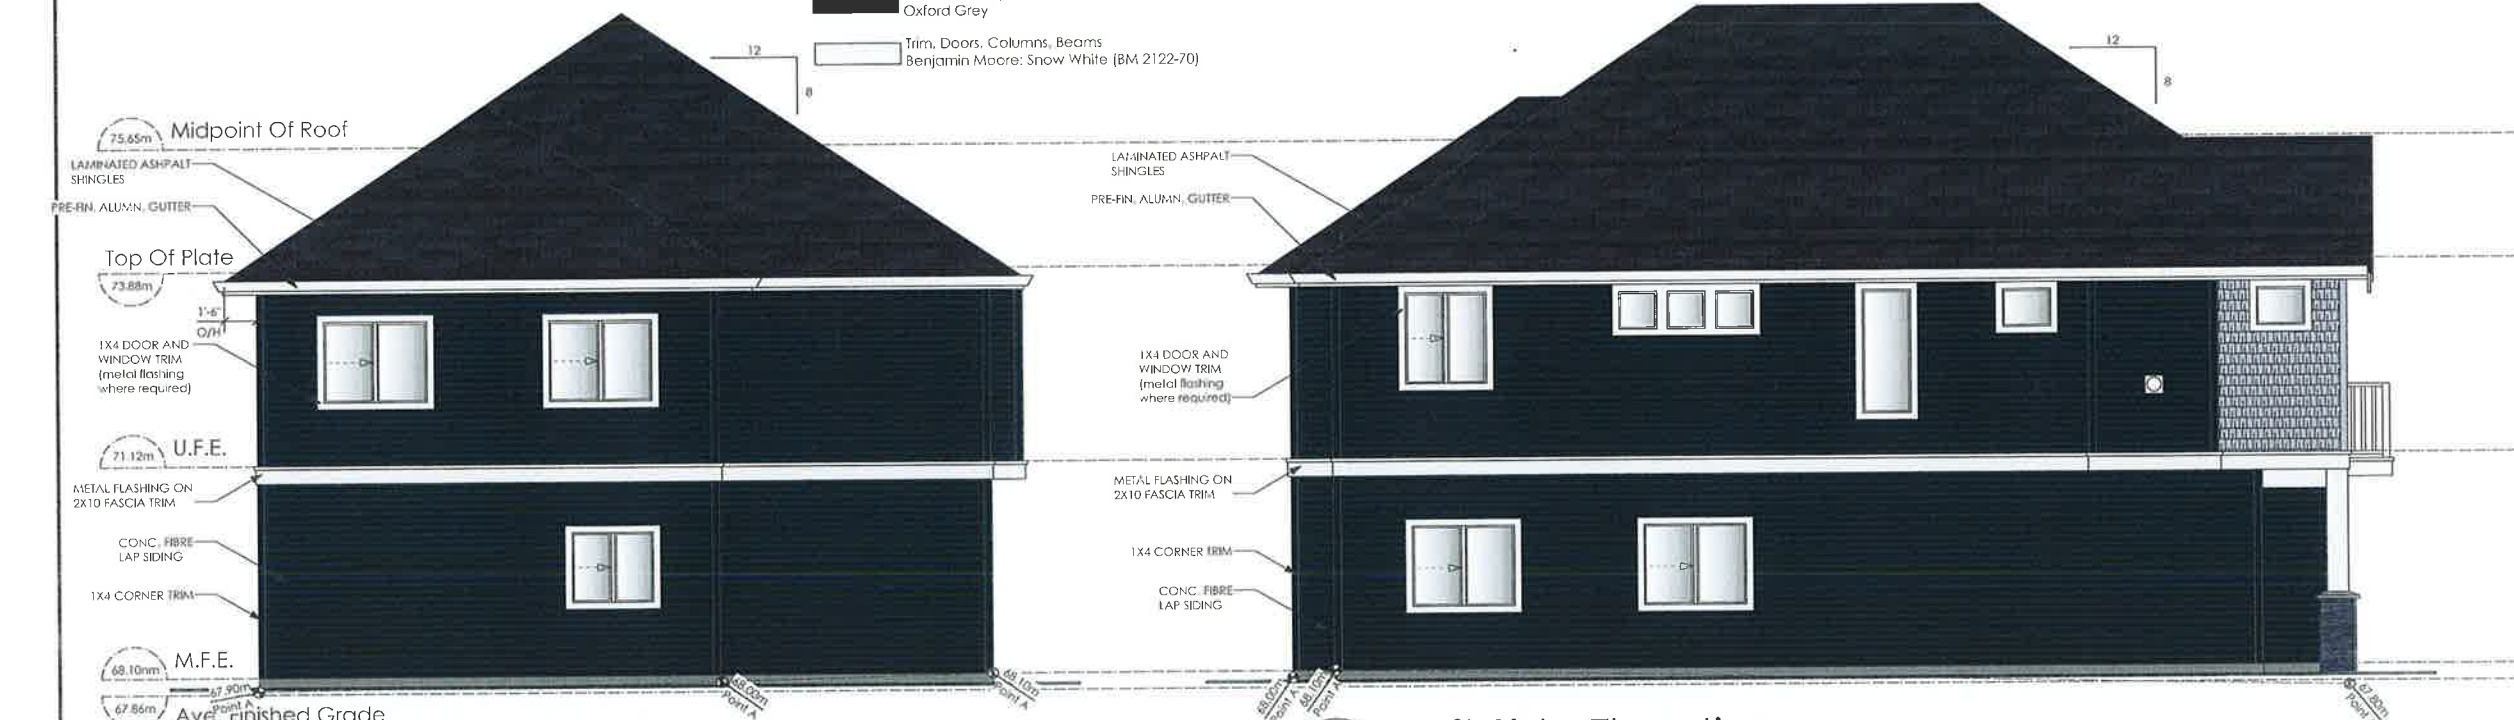 Oxford Grey
Trim, Doors, Columns, Beams
Benjamin Moore: Snow White (BM 2122-70)
12
8
75.65m
Midpoint Of Roof
LAMINATED ASHPALT
SHINGLES
PRE-FIN. ALUMN. GUTTER
Top Of Plate
73.88m
1'-6"
O/H
1X4 DOOR AND
WINDOW TRIM
(metal flashing
where required)
71.12m
U.F.E.
METAL FLASHING ON
2X10 FASCIA TRIM
CONC. FIBRE
LAP SIDING
1X4 CORNER TRIM
68.10nm
M.F.E.
67.90m
Point A
67.86m
Ave Finished Grade
68.00m
Point A
68.10m
Point A
12
8
LAMINATED ASHPALT
SHINGLES
PRE-FIN. ALUMN. GUTTER
1X4 DOOR AND
WINDOW TRIM
(metal flashing
where required)
METAL FLASHING ON
2X10 FASCIA TRIM
1X4 CORNER TRIM
CONC. FIBRE
LAP SIDING
68.00m
Point A
68.10m
Point A
67.80m
Point A